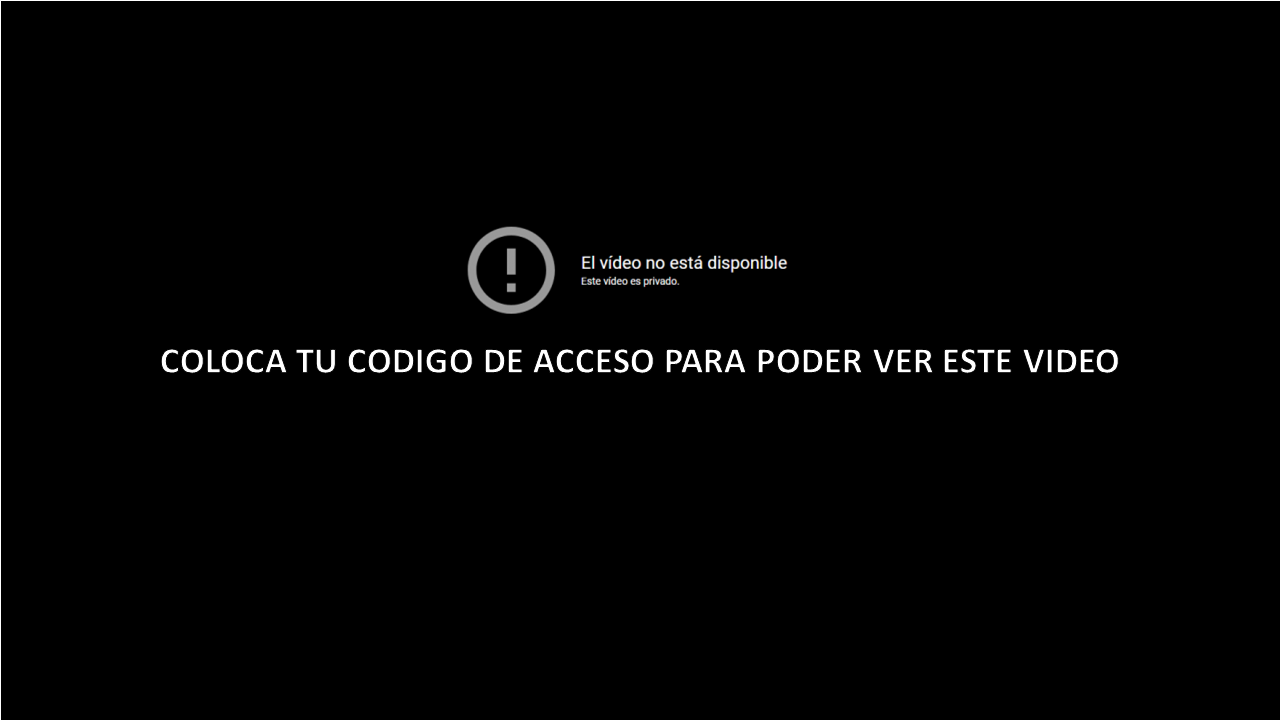 El vídeo no está disponible
Este vídeo es privado.
COLOCA TU CODIGO DE ACCESO PARA PODER VER ESTE VIDEO